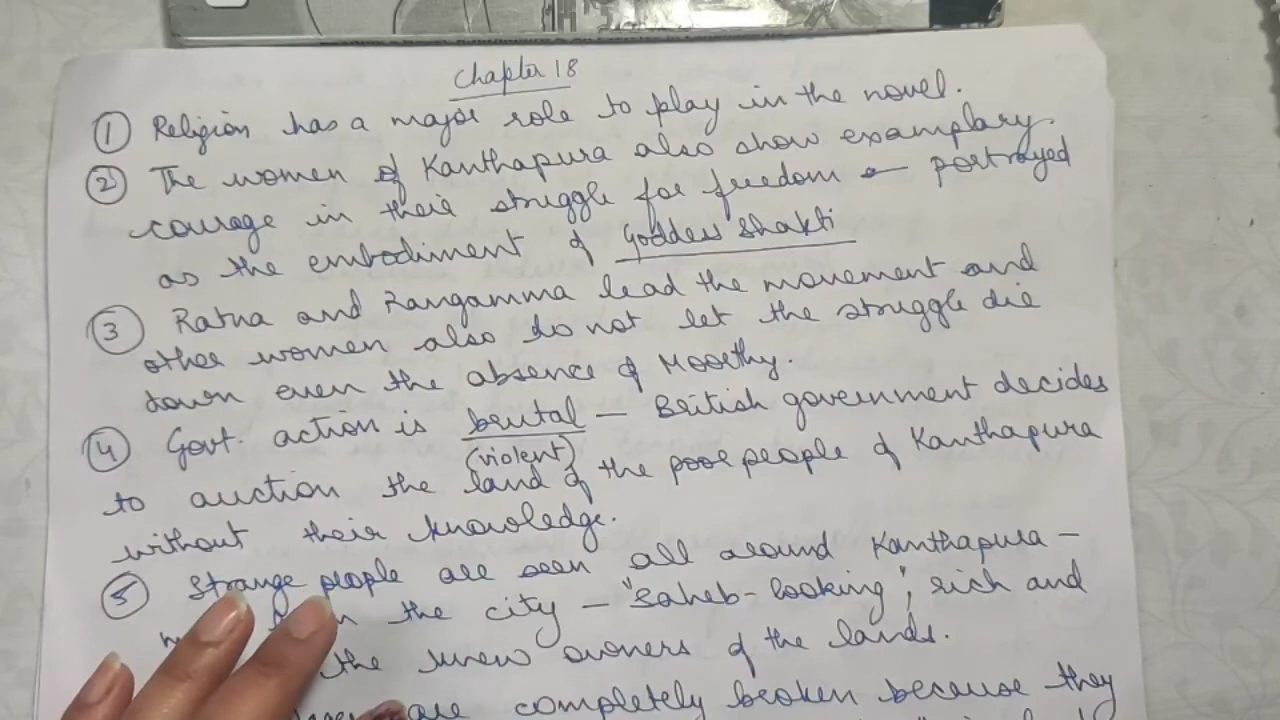 Chapter 18
① Religion has a major role to play in the novel.
② The women of Kanthapura also show examplary
courage in their struggle for freedom — portrayed
as the embodiment of Goddess Shakti
③ Ratna and Rangamma lead the movement and
other women also do not let the struggle die
down even the absence of Moorthy.
④ Govt. action is brutal — British government decides
(violent)
to auction the land of the poor people of Kanthapura
without their knowledge.
⑤ Strange people are seen all around Kanthapura —
the city — "Saheb-looking", rich and
the new owners of the lands.
are completely broken because they